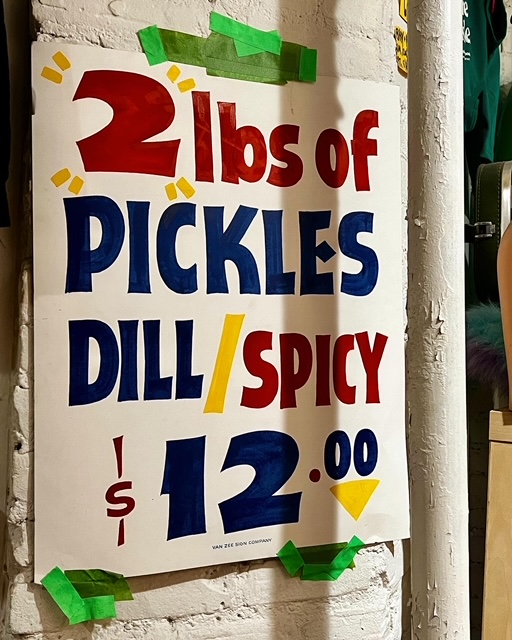 2 lbs of
PICKLES
DILL/SPICY
$12.00
VAN ZEE SIGN COMPANY